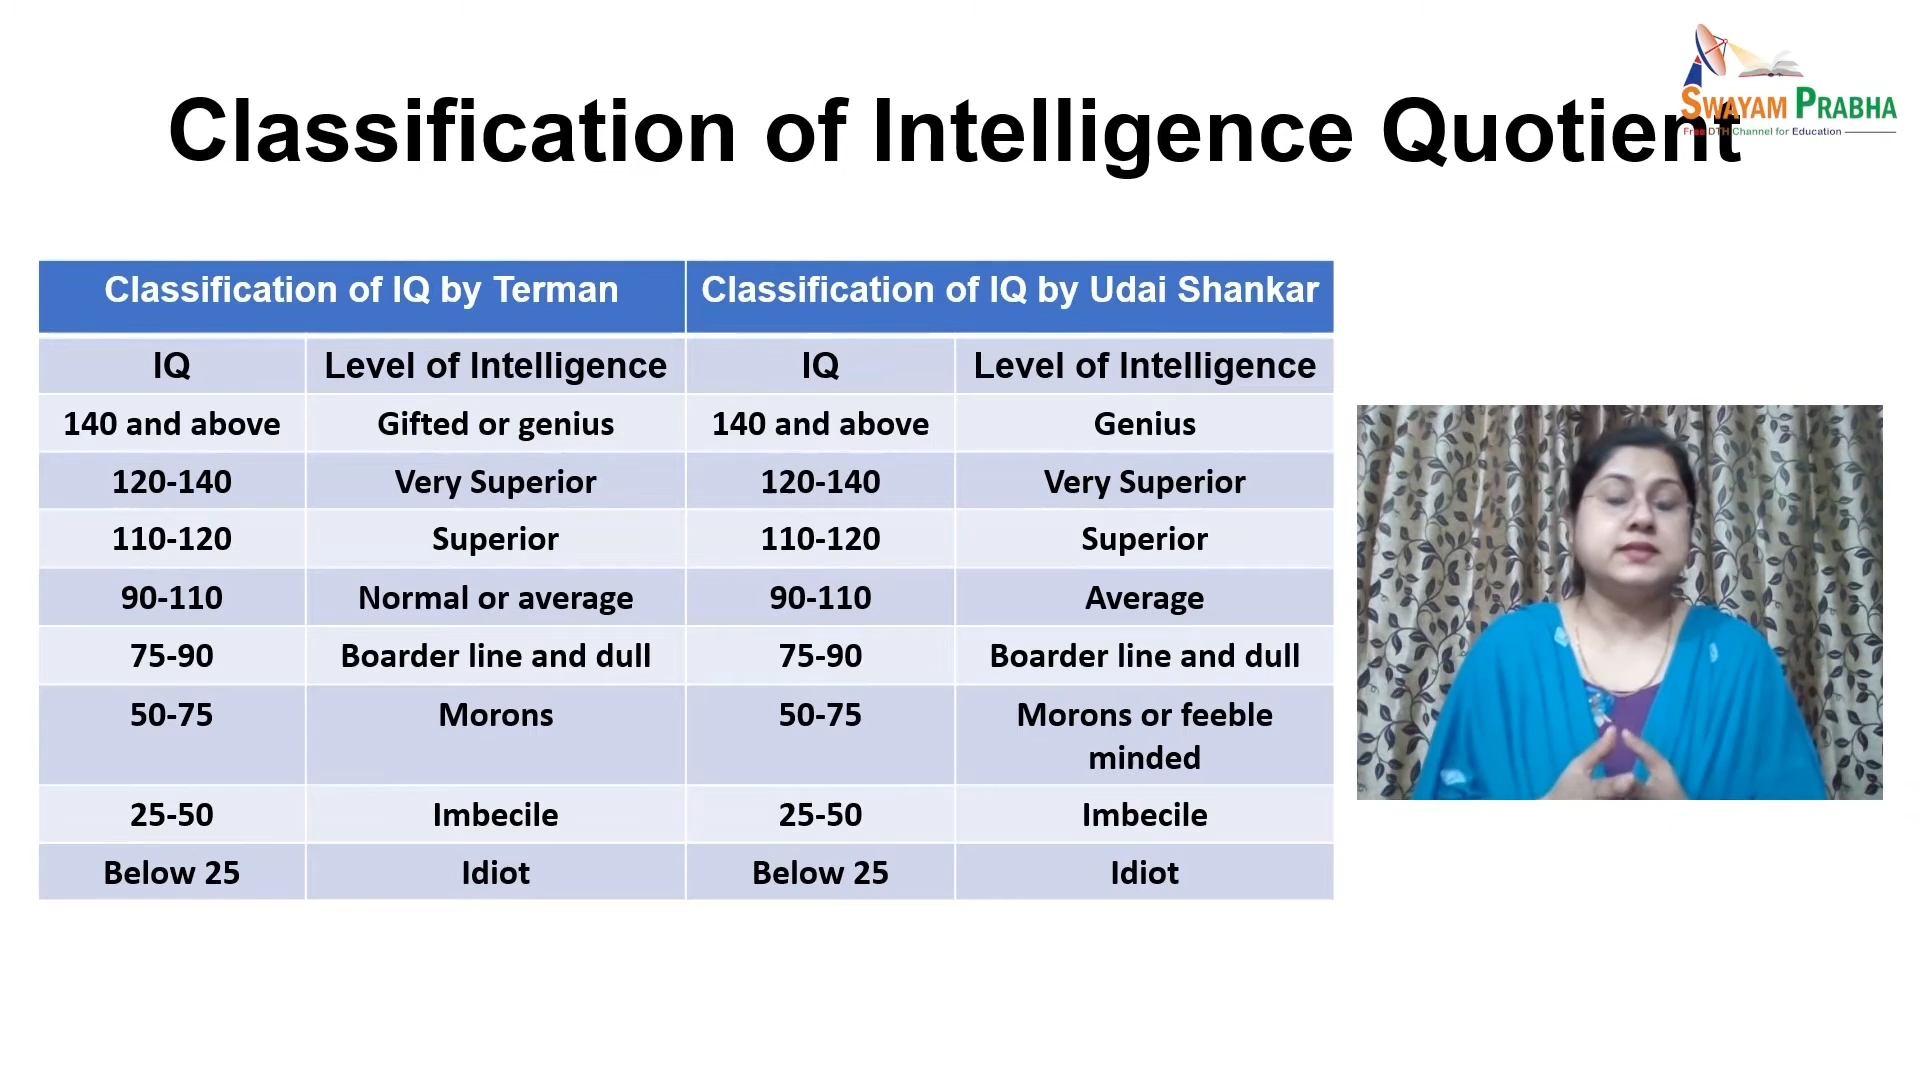 SWAYAM PRABHA
Free DTH Channel for Education
Classification of Intelligence Quotient
Classification of IQ by Terman Classification of IQ by Udai Shankar
IQ Level of Intelligence IQ Level of Intelligence
140 and above Gifted or genius 140 and above Genius
120-140 Very Superior 120-140 Very Superior
110-120 Superior 110-120 Superior
90-110 Normal or average 90-110 Average
75-90 Boarder line and dull 75-90 Boarder line and dull
50-75 Morons 50-75 Morons or feeble
minded
25-50 Imbecile 25-50 Imbecile
Below 25 Idiot Below 25 Idiot